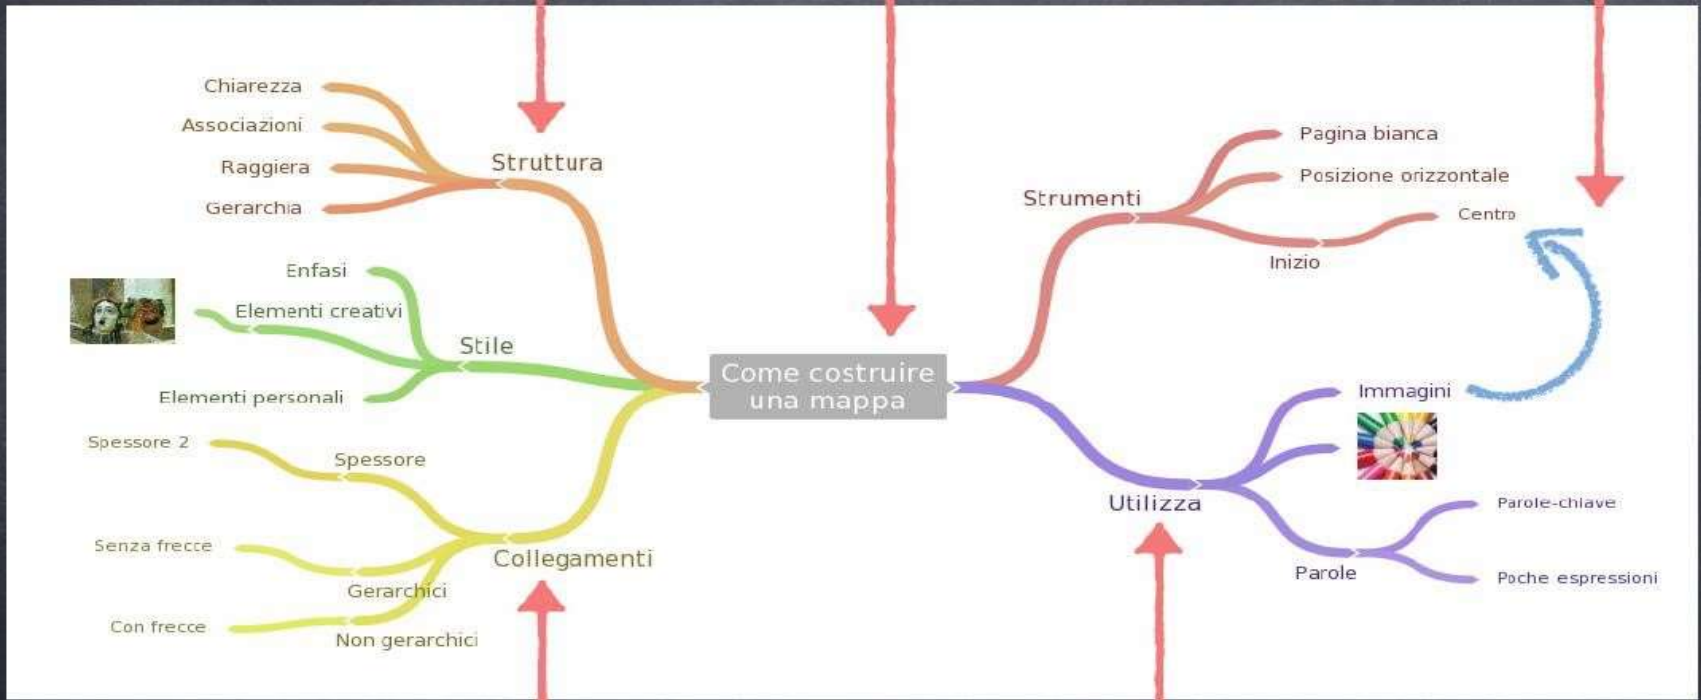 Chiarezza
Associazioni
Raggiera
Gerarchia
Struttura
Enfasi
Elementi creativi
Elementi personali
Stile
Spessore 2
Spessore
Senza frecce
Gerarchici
Con frecce
Non gerarchici
Collegamenti
Come costruire
una mappa
Strumenti
Pagina bianca
Posizione orizzontale
Centro
Inizio
Utilizza
Immagini
Parole
Parole-chiave
Poche espressioni